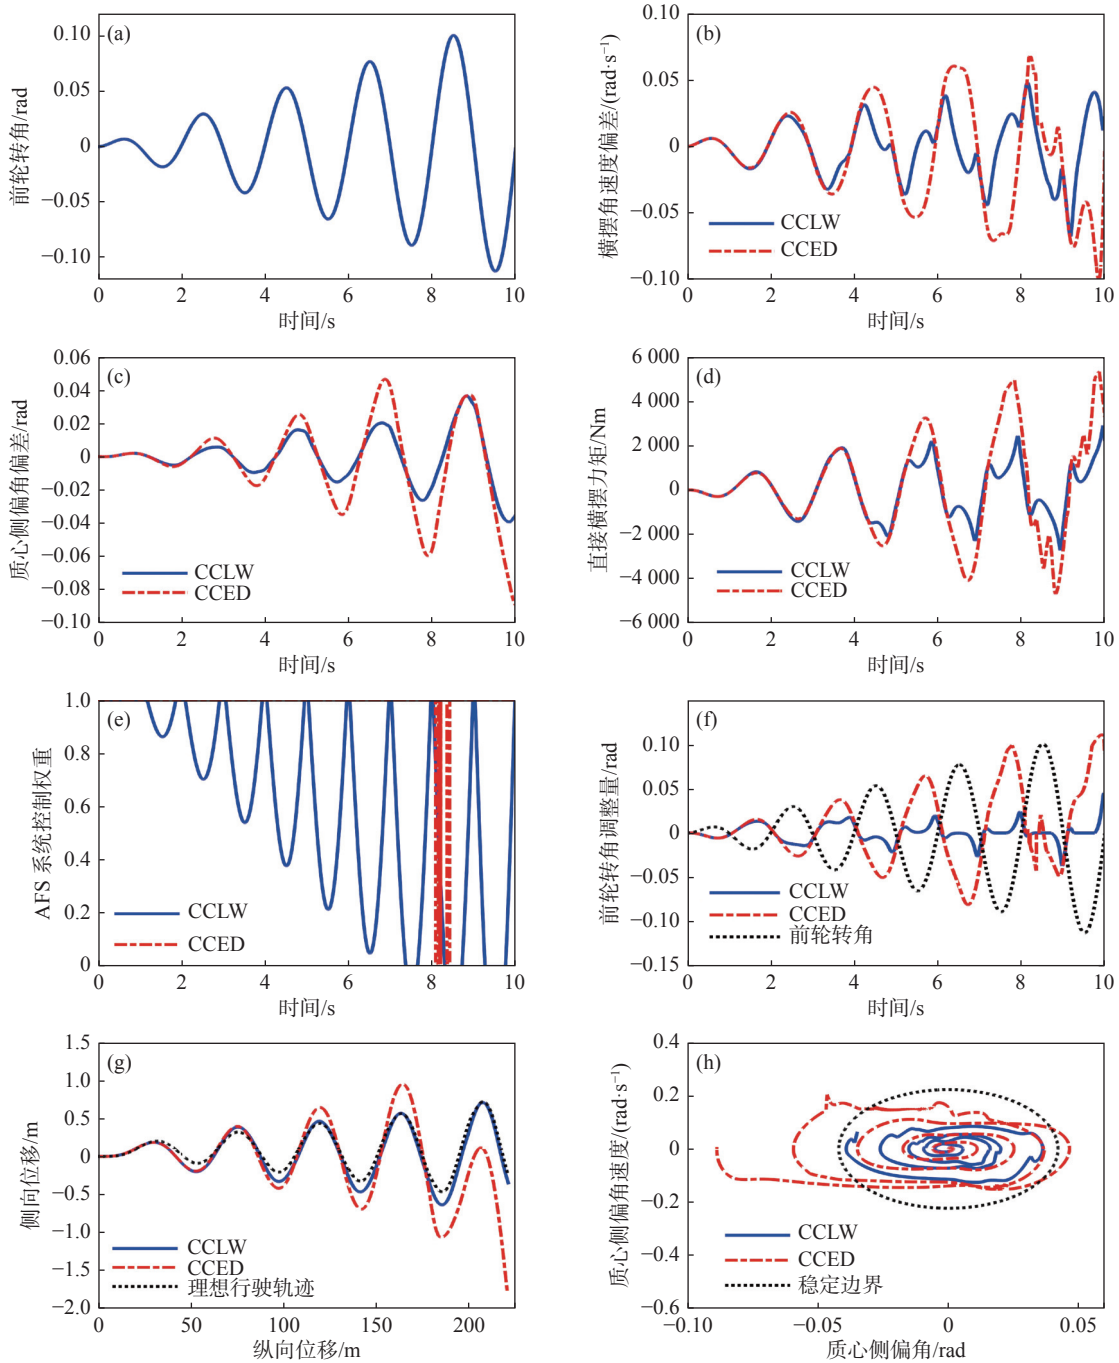 (a)
0.10
0.05
0
−0.05
−0.10
前轮转角/rad
0 2 4 6 8 10
时间/s
(b)
0.10
0.05
0
−0.05
−0.10
横摆角速度偏差/(rad·s⁻¹)
CCLW
CCED
0 2 4 6 8 10
时间/s
(c)
0.06
0.04
0.02
0
−0.02
−0.04
−0.06
−0.08
−0.10
质心侧偏角偏差/rad
CCLW
CCED
0 2 4 6 8 10
时间/s
(d)
6 000
4 000
2 000
0
−2 000
−4 000
−6 000
直接横摆力矩/Nm
CCLW
CCED
0 2 4 6 8 10
时间/s
(e)
1.0
0.8
0.6
0.4
0.2
0
AFS 系统控制权重
CCLW
CCED
0 2 4 6 8 10
时间/s
(f)
0.10
0.05
0
−0.05
−0.10
−0.15
前轮转角调整量/rad
CCLW
CCED
前轮转角
0 2 4 6 8 10
时间/s
(g)
1.5
1.0
0.5
0
−0.5
−1.0
−1.5
−2.0
侧向位移/m
CCLW
CCED
理想行驶轨迹
0 50 100 150 200
纵向位移/m
(h)
0.4
0.2
0
−0.2
−0.4
−0.6
质心侧偏角速度/(rad·s⁻¹)
CCLW
CCED
稳定边界
−0.10 −0.05 0 0.05
质心侧偏角/rad